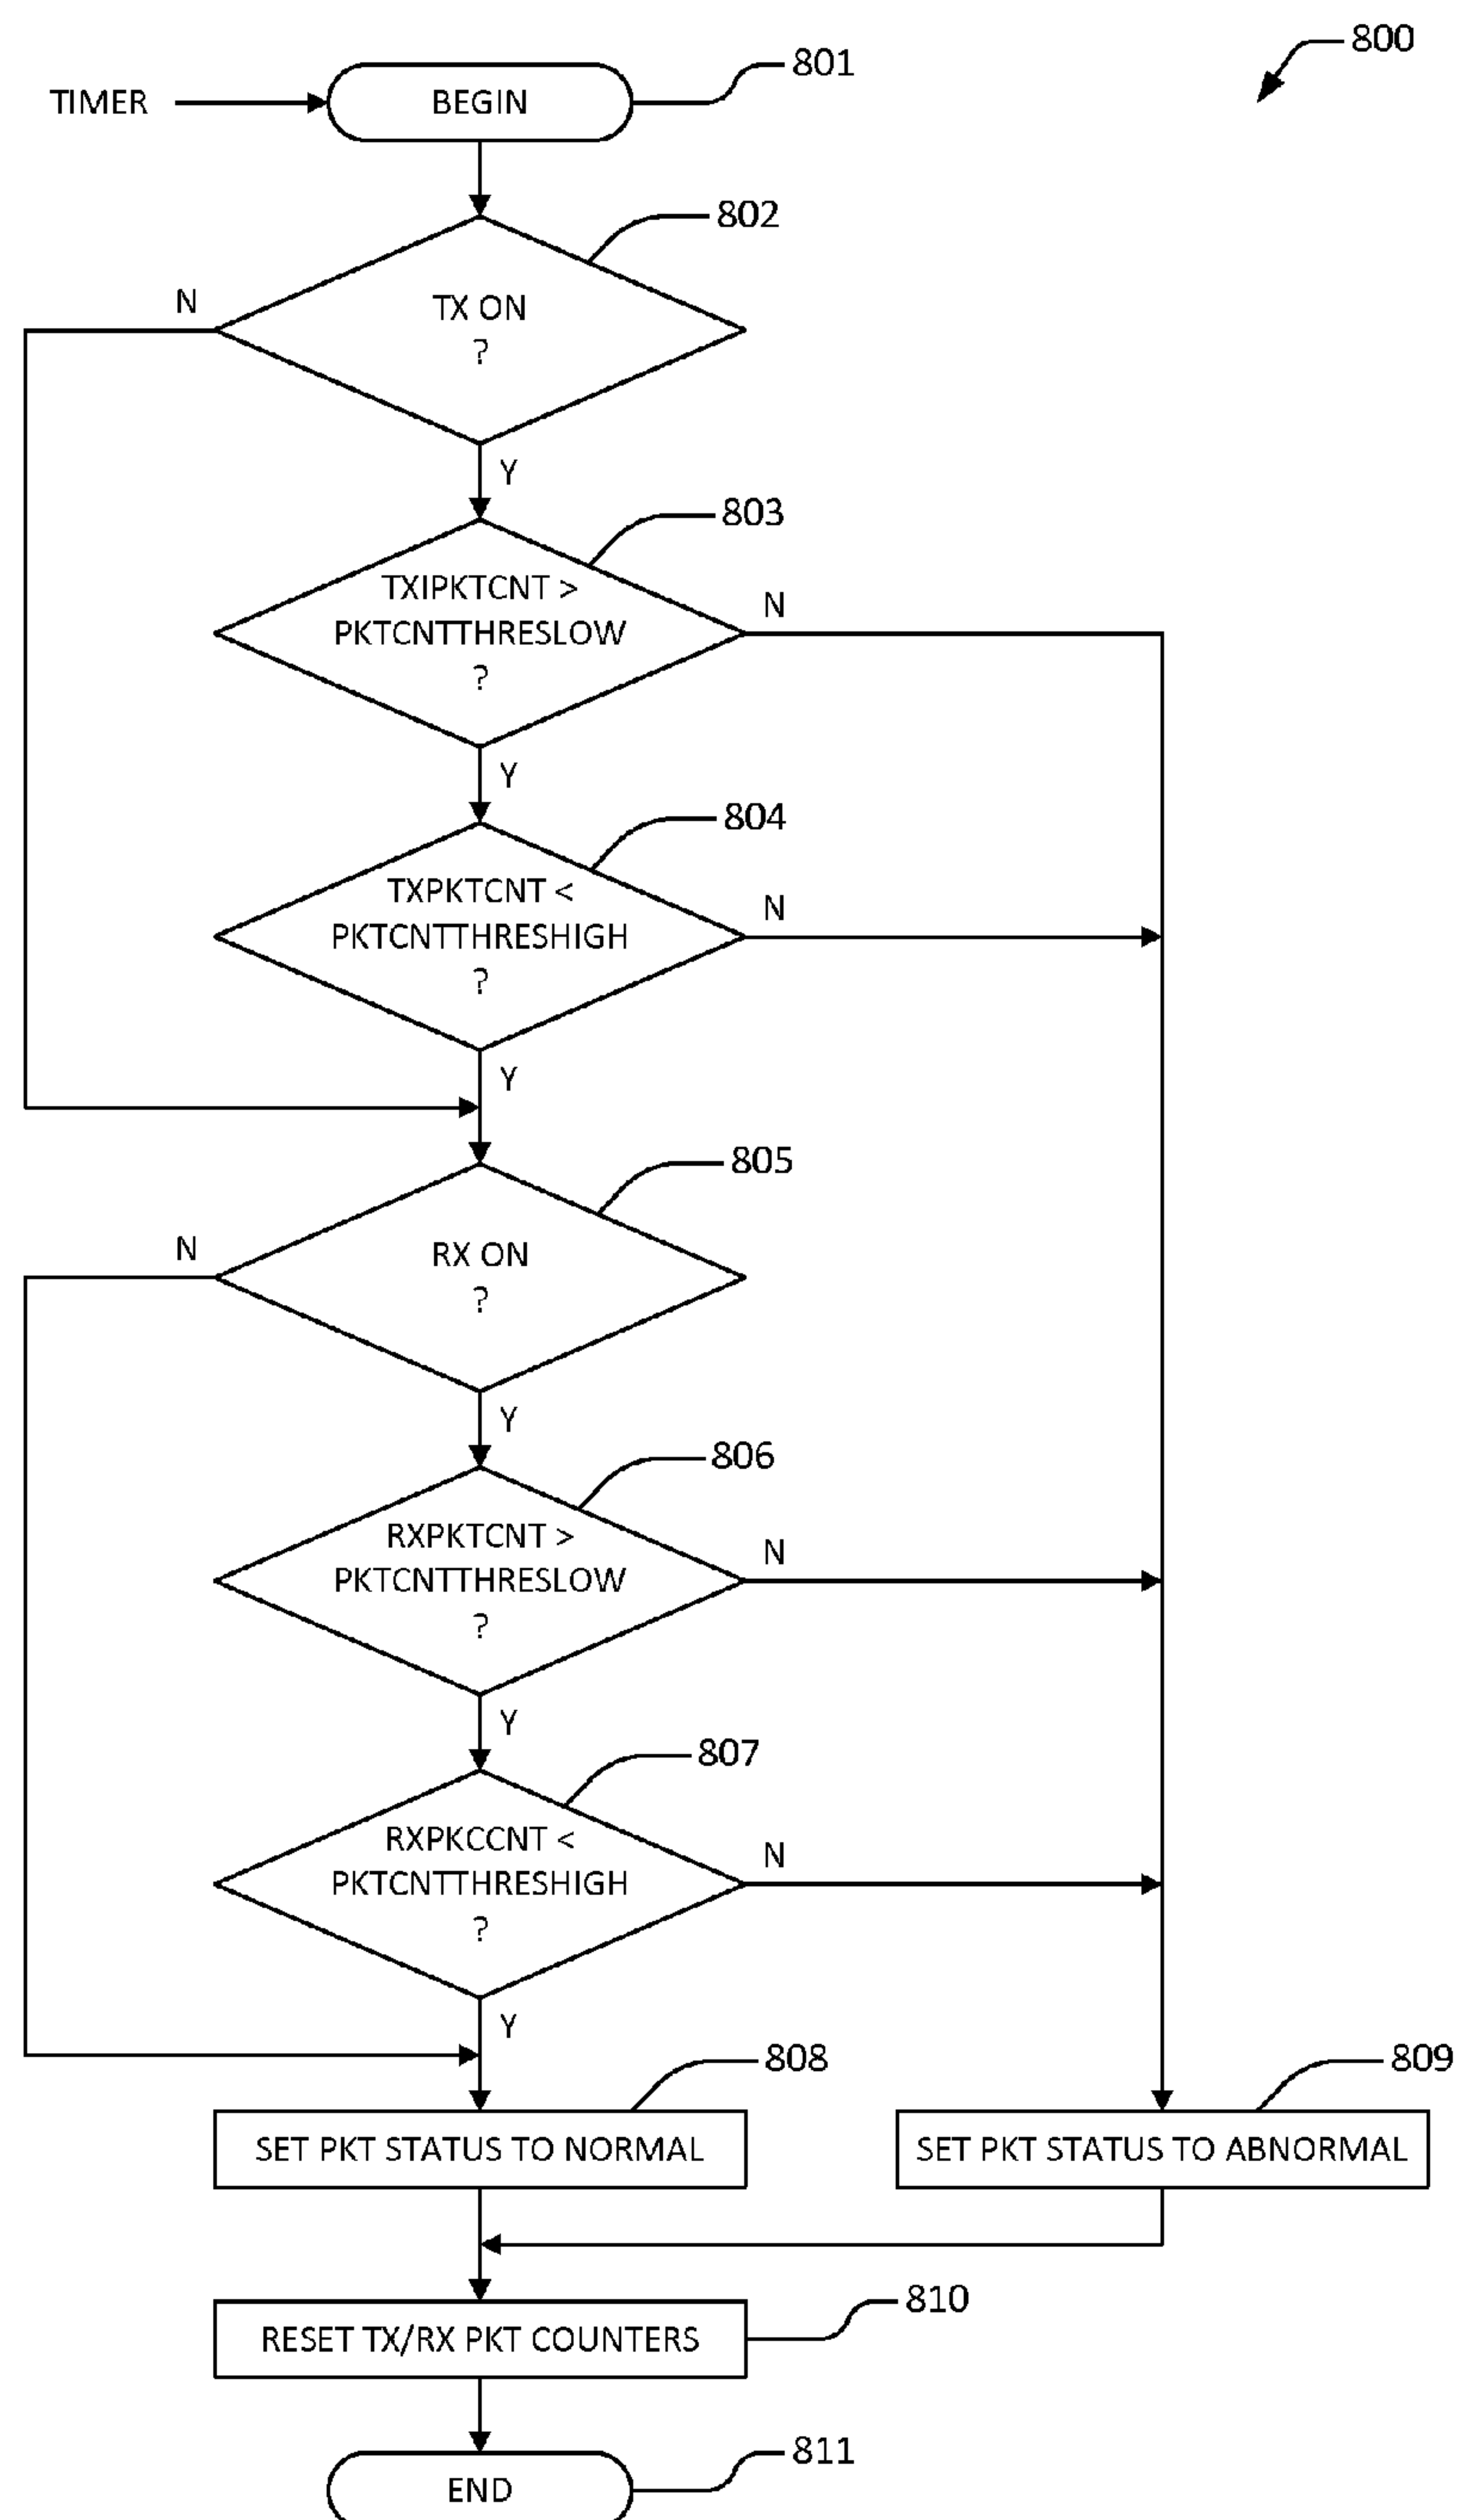 800
801
TIMER
BEGIN
802
N
TX ON
?
Y
803
TXIPKTCNT >
PKTCNTTHRESLOW
?
N
Y
804
TXPKTCNT <
PKTCNTTHRESHIGH
?
N
Y
805
N
RX ON
?
Y
806
RXPKTCNT >
PKTCNTTHRESLOW
?
N
Y
807
RXPKCCNT <
PKTCNTTHRESHIGH
?
N
Y
808
809
SET PKT STATUS TO NORMAL
SET PKT STATUS TO ABNORMAL
810
RESET TX/RX PKT COUNTERS
811
END